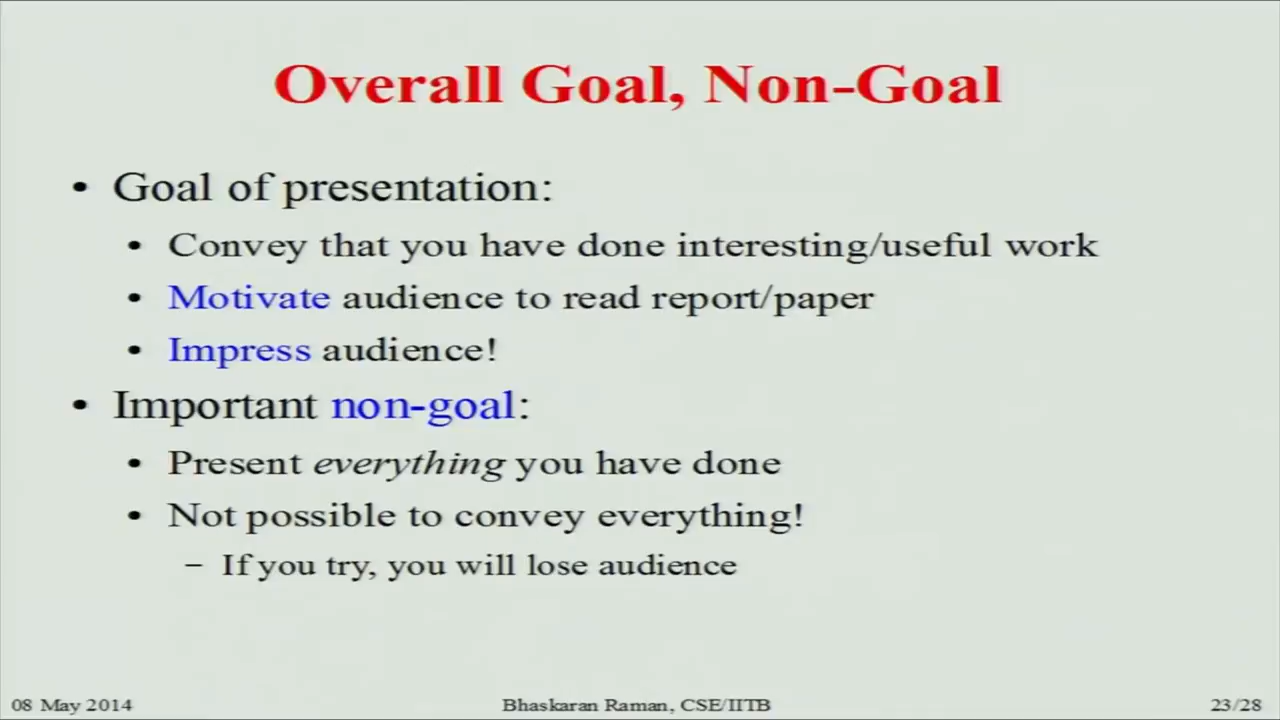 Overall Goal, Non-Goal
• Goal of presentation:
• Convey that you have done interesting/useful work
• Motivate audience to read report/paper
• Impress audience!
• Important non-goal:
• Present everything you have done
• Not possible to convey everything!
– If you try, you will lose audience
08 May 2014
Bhaskaran Raman, CSE/IITB
23/28